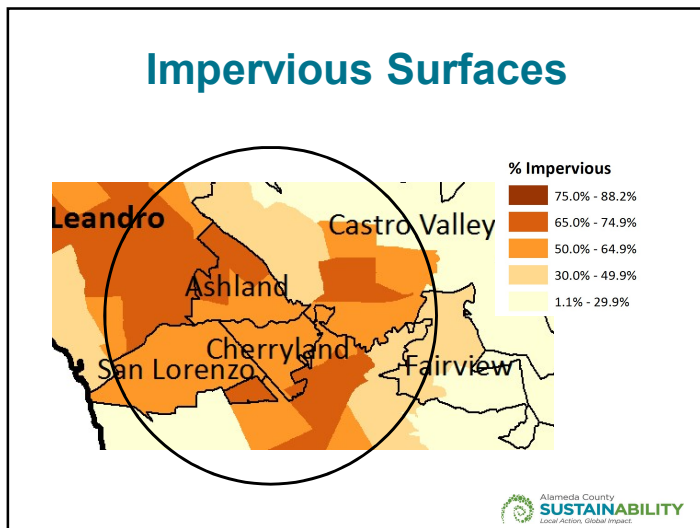 Impervious Surfaces
% Impervious
75.0% - 88.2%
65.0% - 74.9%
50.0% - 64.9%
30.0% - 49.9%
1.1% - 29.9%
Leandro
Castro Valley
Ashland
Cherryland
San Lorenzo
Fairview
Alameda County
SUSTAINABILITY
Local Action, Global Impact.